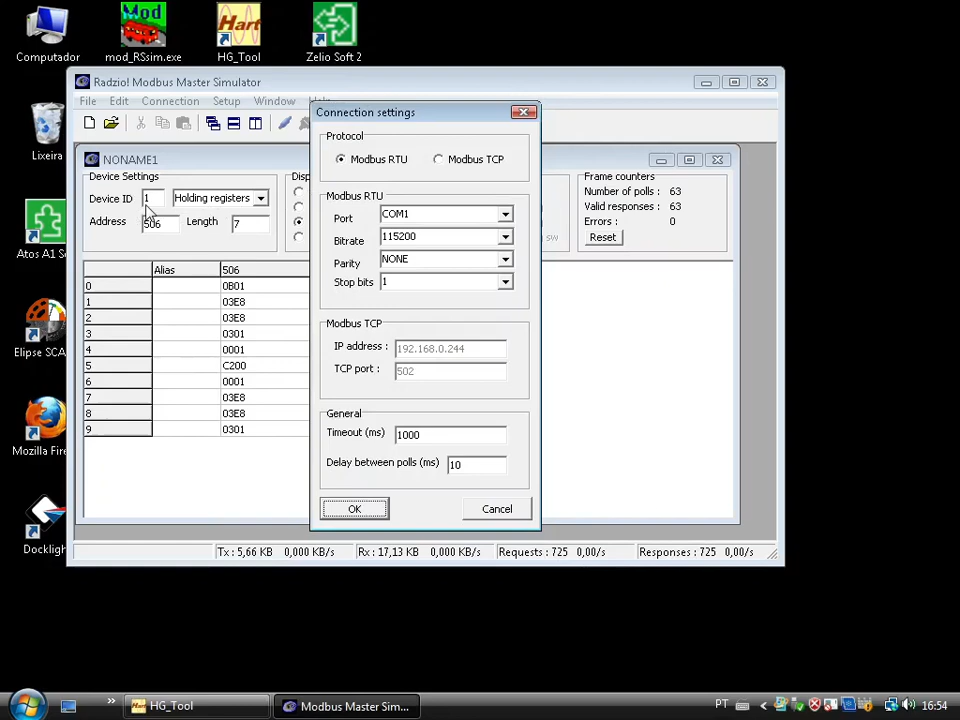 Computador
mod_RSsim.exe
HG_Tool
Zelio Soft 2
Mod
Hart
Lixeira
Atos A1 S
Elipse SCA
Mozilla Fire
Docklight
Radzio! Modbus Master Simulator
File Edit Connection Setup Window Help
NONAME1
Device Settings
Device ID 1 Holding registers
Address 506 Length 7
Disp
sw
Frame counters
Number of polls: 63
Valid responses: 63
Errors : 0
Reset
Alias 506
0 0B01
1 03E8
2 03E8
3 0301
4 0001
5 C200
6 0001
7 03E8
8 03E8
9 0301
Connection settings
Protocol
Modbus RTU Modbus TCP
Modbus RTU
Port COM1
Bitrate 115200
Parity NONE
Stop bits 1
Modbus TCP
IP address : 192.168.0.244
TCP port : 502
General
Timeout (ms) 1000
Delay between polls (ms) 10
OK Cancel
Tx : 5,66 KB 0,000 KB/s Rx : 17,13 KB 0,000 KB/s Requests : 725 0,00/s Responses : 725 0,00/s
HG_Tool Modbus Master Sim... PT 16:54